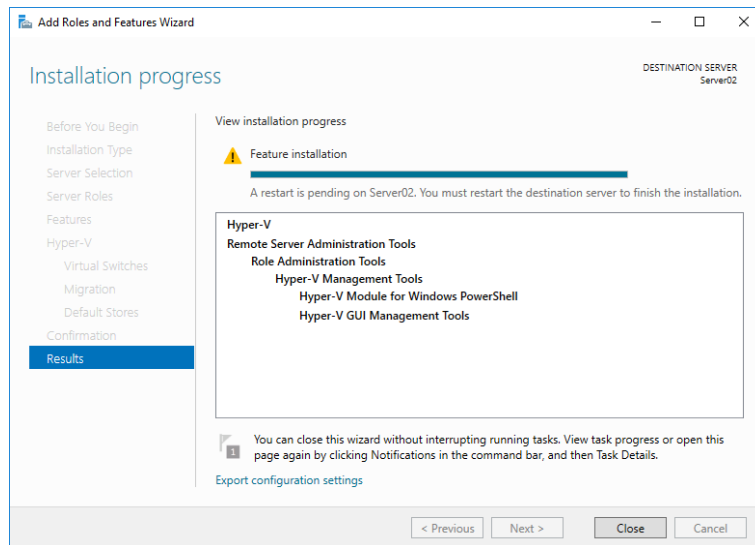 Add Roles and Features Wizard
Installation progress
DESTINATION SERVER
Server02
Before You Begin
Installation Type
Server Selection
Server Roles
Features
Hyper-V
Virtual Switches
Migration
Default Stores
Confirmation
Results
View installation progress
Feature installation
A restart is pending on Server02. You must restart the destination server to finish the installation.
Hyper-V
Remote Server Administration Tools
Role Administration Tools
Hyper-V Management Tools
Hyper-V Module for Windows PowerShell
Hyper-V GUI Management Tools
1
You can close this wizard without interrupting running tasks. View task progress or open this
page again by clicking Notifications in the command bar, and then Task Details.
Export configuration settings
< Previous
Next >
Close
Cancel